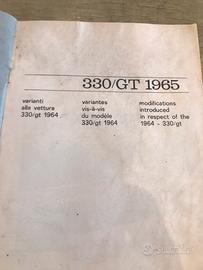 330/GT 1965
varianti
alla vettura
330/gt 1964
variantes
vis-à-vis
du modèle
330/gt 1964
modifications
introduced
in respect of the
1964 - 330/gt
subito